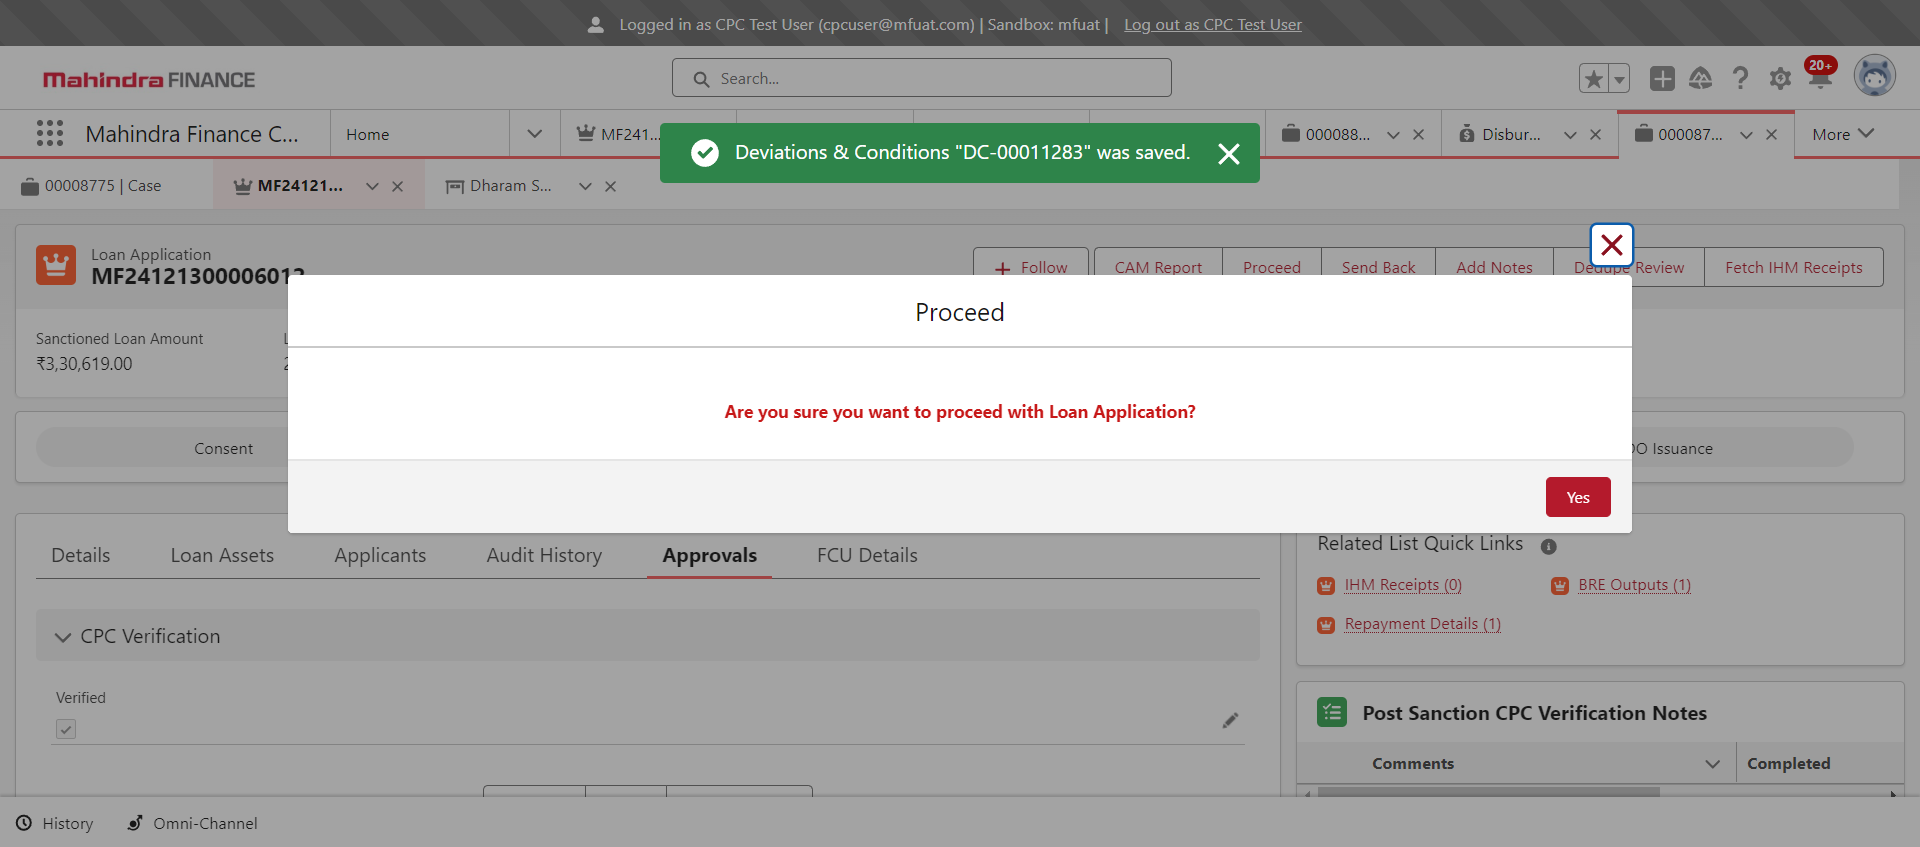 Logged in as CPC Test User (cpcuser@mfuat.com) | Sandbox: mfuat | Log out as CPC Test User
Mahindra FINANCE
Search...
20+
Mahindra Finance C...
Home
MF241...
000088...
Disbur...
000087...
More
Deviations & Conditions "DC-00011283" was saved.
00008775 | Case
MF24121...
Dharam S...
Loan Application
MF2412130000601
Follow
CAM Report
Proceed
Send Back
Add Notes
Dedupe Review
Fetch IHM Receipts
Proceed
Sanctioned Loan Amount
₹3,30,619.00
Are you sure you want to proceed with Loan Application?
Consent
DO Issuance
Yes
Details
Loan Assets
Applicants
Audit History
Approvals
FCU Details
Related List Quick Links
IHM Receipts (0)
BRE Outputs (1)
Repayment Details (1)
CPC Verification
Verified
Post Sanction CPC Verification Notes
Comments
Completed
History
Omni-Channel